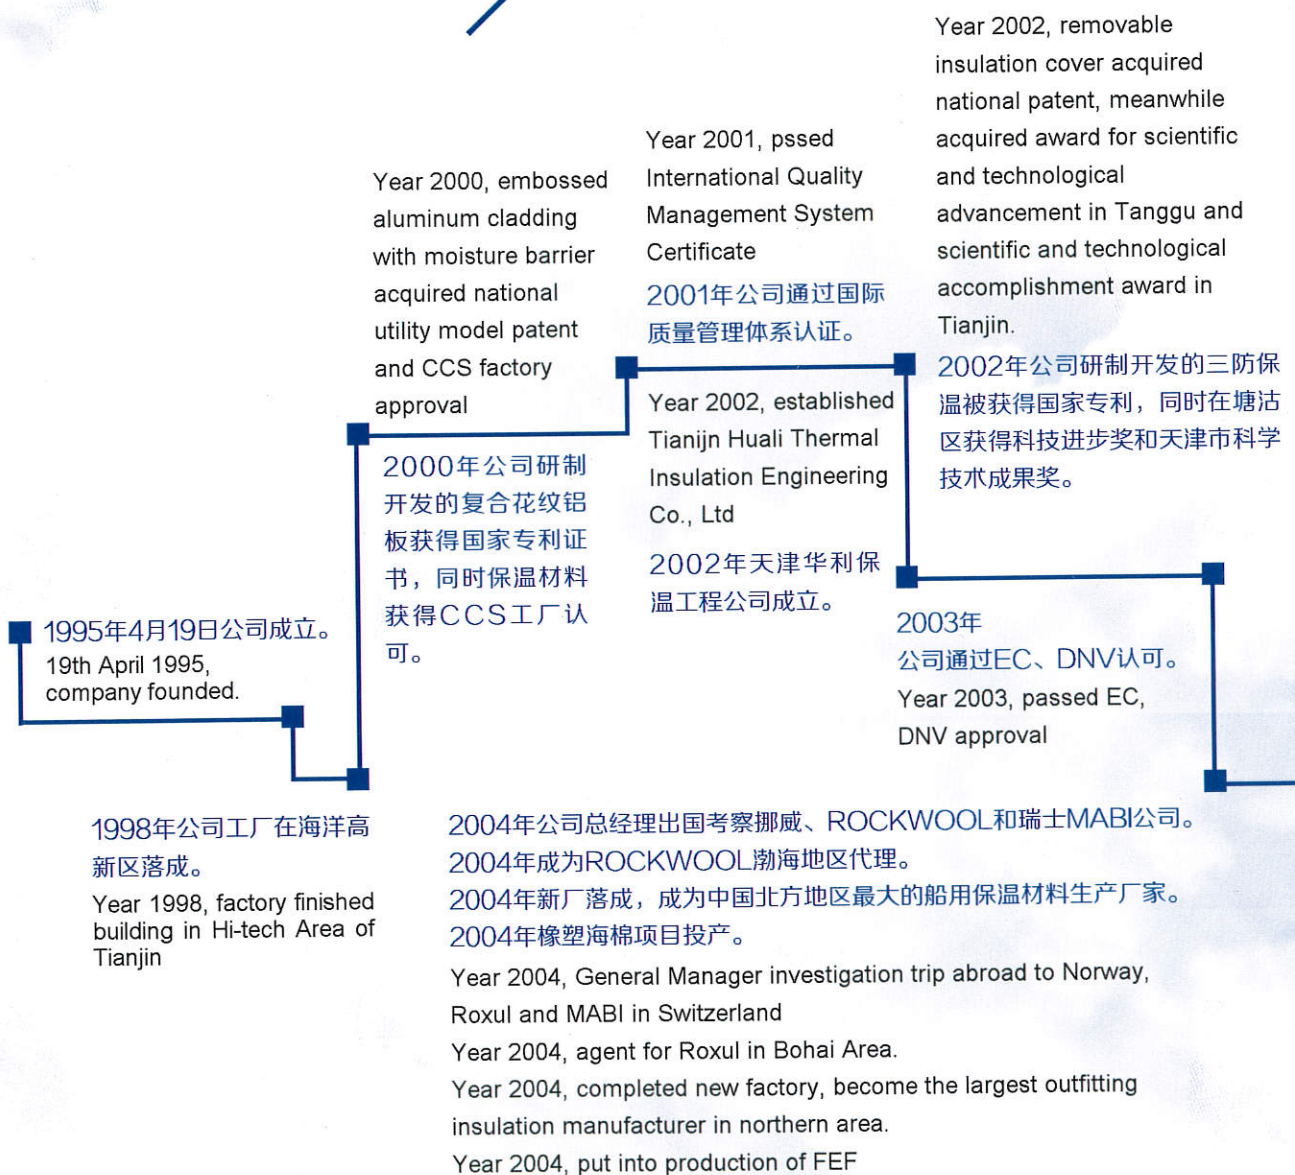 1995年4月19日公司成立。
19th April 1995,
company founded.
1998年公司工厂在海洋高
新区落成。
Year 1998, factory finished
building in Hi-tech Area of
Tianjin
Year 2000, embossed
aluminum cladding
with moisture barrier
acquired national
utility model patent
and CCS factory
approval
2000年公司研制
开发的复合花纹铝
板获得国家专利证
书，同时保温材料
获得CCS工厂认
可。
Year 2001, pssed
International Quality
Management System
Certificate
2001年公司通过国际
质量管理体系认证。
Year 2002, established
Tianijn Huali Thermal
Insulation Engineering
Co., Ltd
2002年天津华利保
温工程公司成立。
Year 2002, removable
insulation cover acquired
national patent, meanwhile
acquired award for scientific
and technological
advancement in Tanggu and
scientific and technological
accomplishment award in
Tianjin.
2002年公司研制开发的三防保
温被获得国家专利，同时在塘沽
区获得科技进步奖和天津市科学
技术成果奖。
2003年
公司通过EC、DNV认可。
Year 2003, passed EC,
DNV approval
2004年公司总经理出国考察挪威、ROCKWOOL和瑞士MABI公司。
2004年成为ROCKWOOL渤海地区代理。
2004年新厂落成，成为中国北方地区最大的船用保温材料生产厂家。
2004年橡塑海棉项目投产。
Year 2004, General Manager investigation trip abroad to Norway,
Roxul and MABI in Switzerland
Year 2004, agent for Roxul in Bohai Area.
Year 2004, completed new factory, become the largest outfitting
insulation manufacturer in northern area.
Year 2004, put into production of FEF